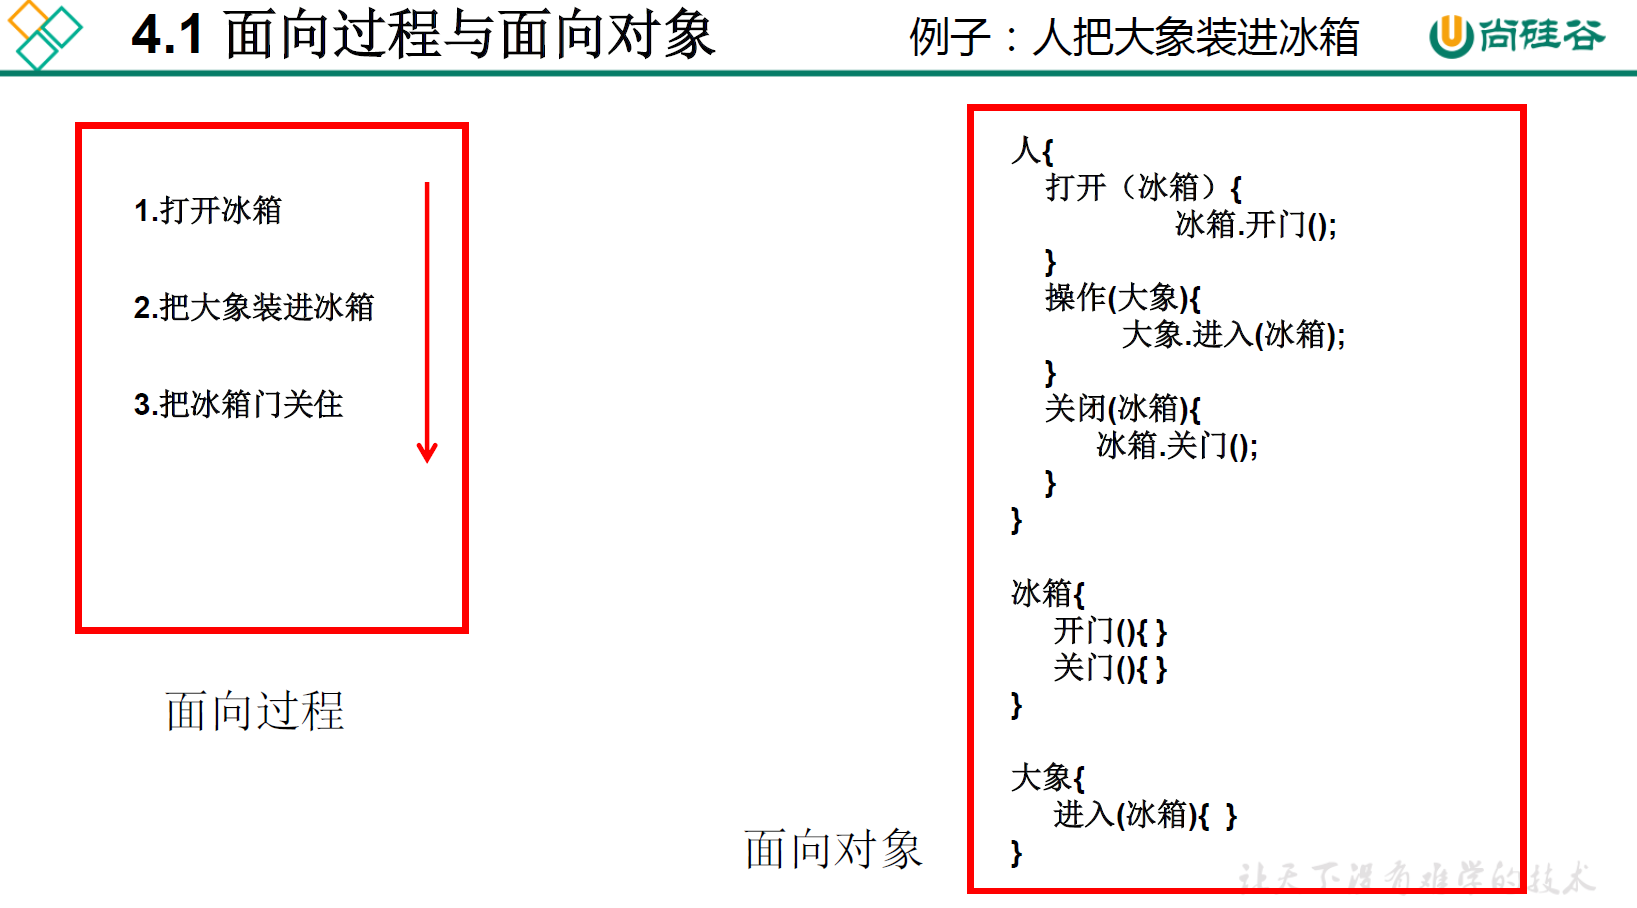 4.1 面向过程与面向对象
例子：人把大象装进冰箱
尚硅谷
1.打开冰箱
2.把大象装进冰箱
3.把冰箱门关住
面向过程
人{
打开（冰箱）{
冰箱.开门();
}
操作(大象){
大象.进入(冰箱);
}
关闭(冰箱){
冰箱.关门();
}
}
冰箱{
开门(){ }
关门(){ }
}
大象{
进入(冰箱){  }
}
面向对象
让天下没有难学的技术